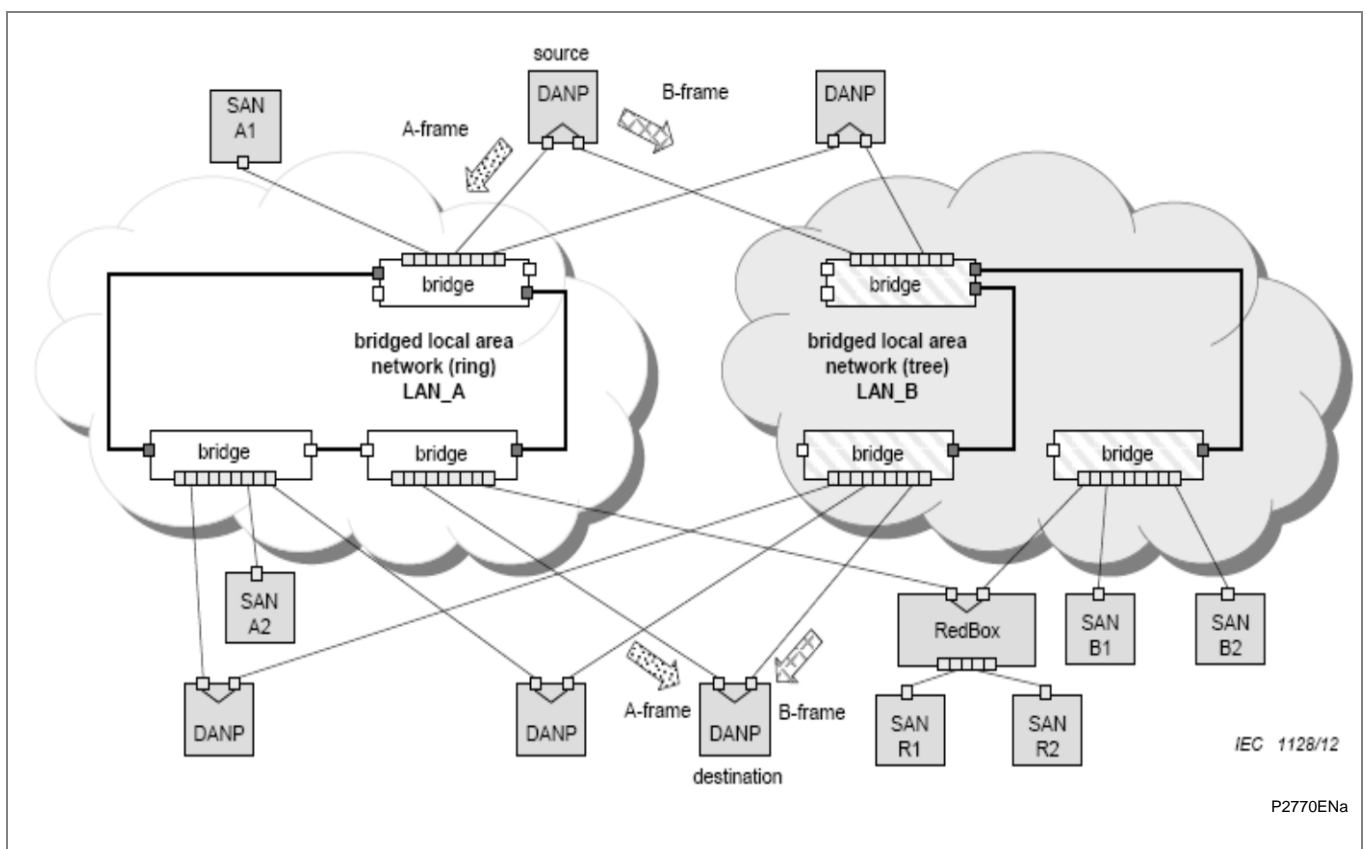 source
DANP
B-frame
DANP
SAN
A1
A-frame
bridge
bridge
bridged local area
network (ring)
LAN_A
bridged local area
network (tree)
LAN_B
bridge
bridge
bridge
bridge
SAN
A2
RedBox
SAN
B1
SAN
B2
DANP
DANP
A-frame
DANP
B-frame
destination
SAN
R1
SAN
R2
IEC 1128/12
P2770ENa